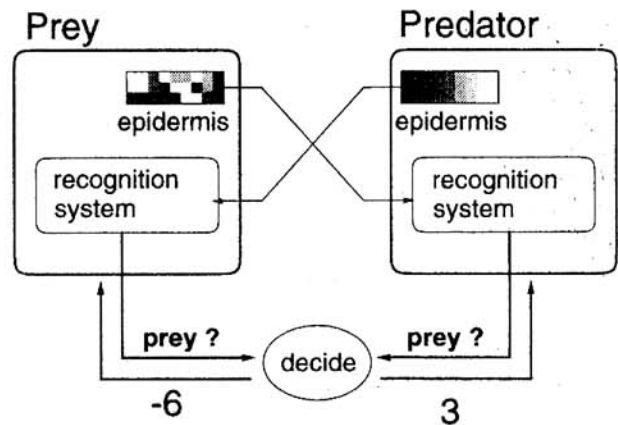 Prey
Predator
epidermis
epidermis
recognition
system
recognition
system
prey ?
prey ?
decide
-6
3